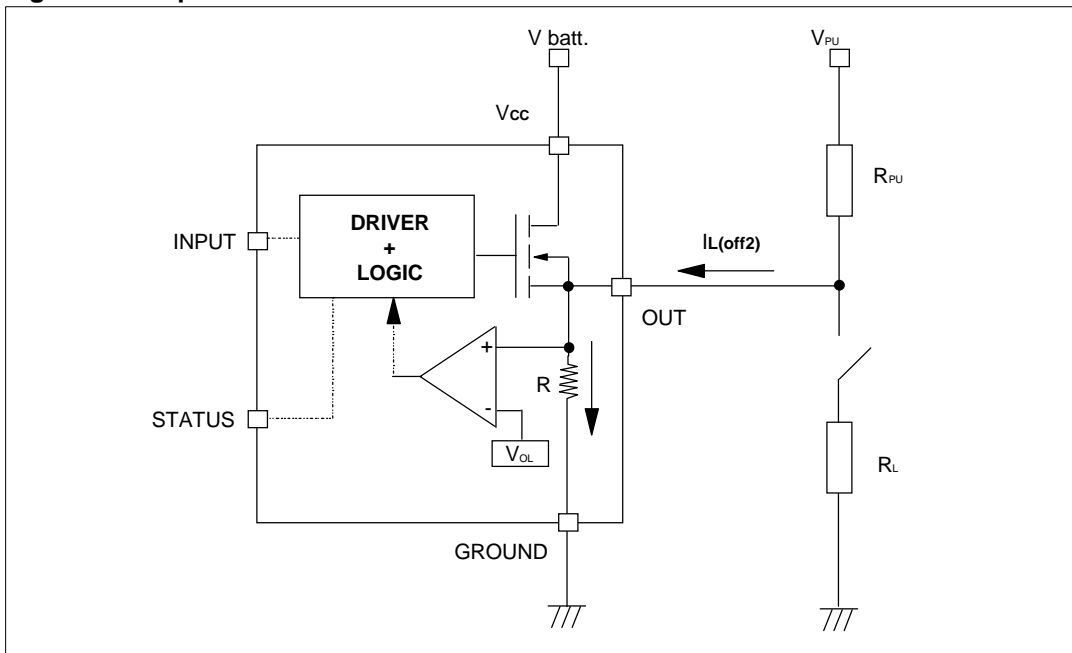 V batt.
VPU
Vcc
RPU
DRIVER
+
LOGIC
INPUT
IL(off2)
OUT
+
R
-
STATUS
VOL
RL
GROUND